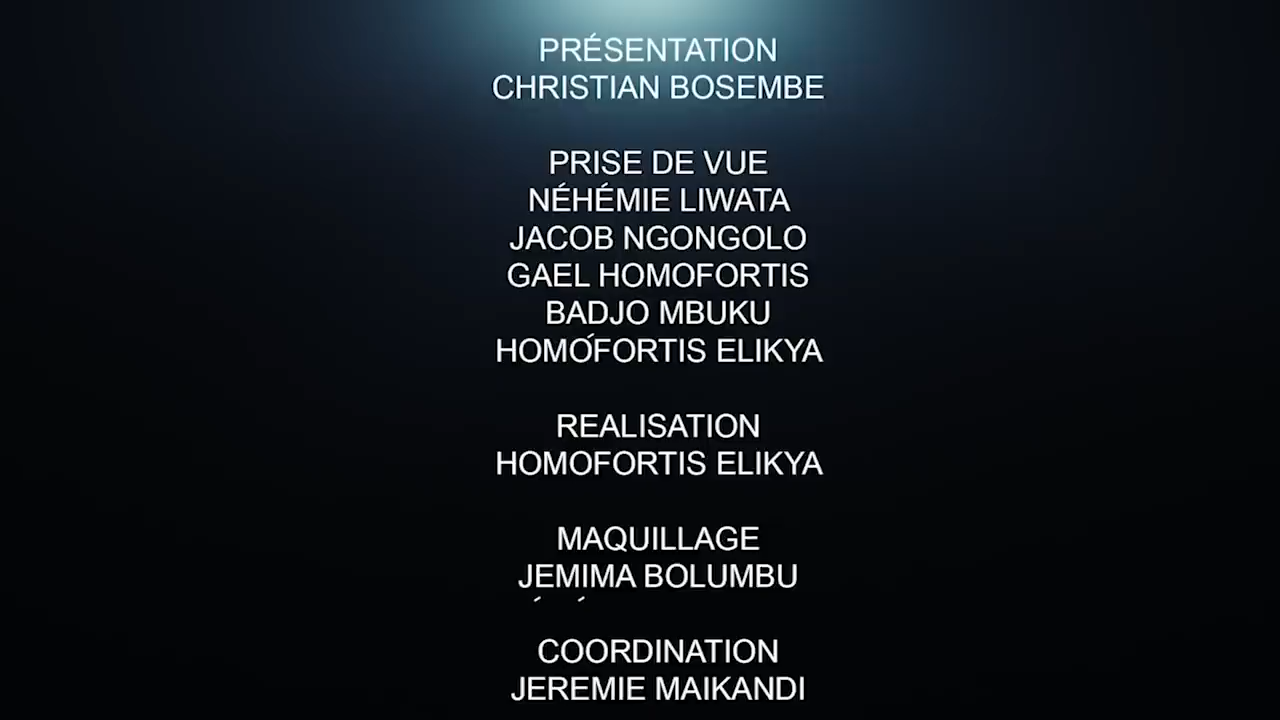 PRÉSENTATION
CHRISTIAN BOSEMBE
PRISE DE VUE
NÉHÉMIE LIWATA
JACOB NGONGOLO
GAEL HOMOFORTIS
BADJO MBUKU
HOMOFORTIS ELIKYA
REALISATION
HOMOFORTIS ELIKYA
MAQUILLAGE
JEMIMA BOLUMBU
COORDINATION
JEREMIE MAIKANDI